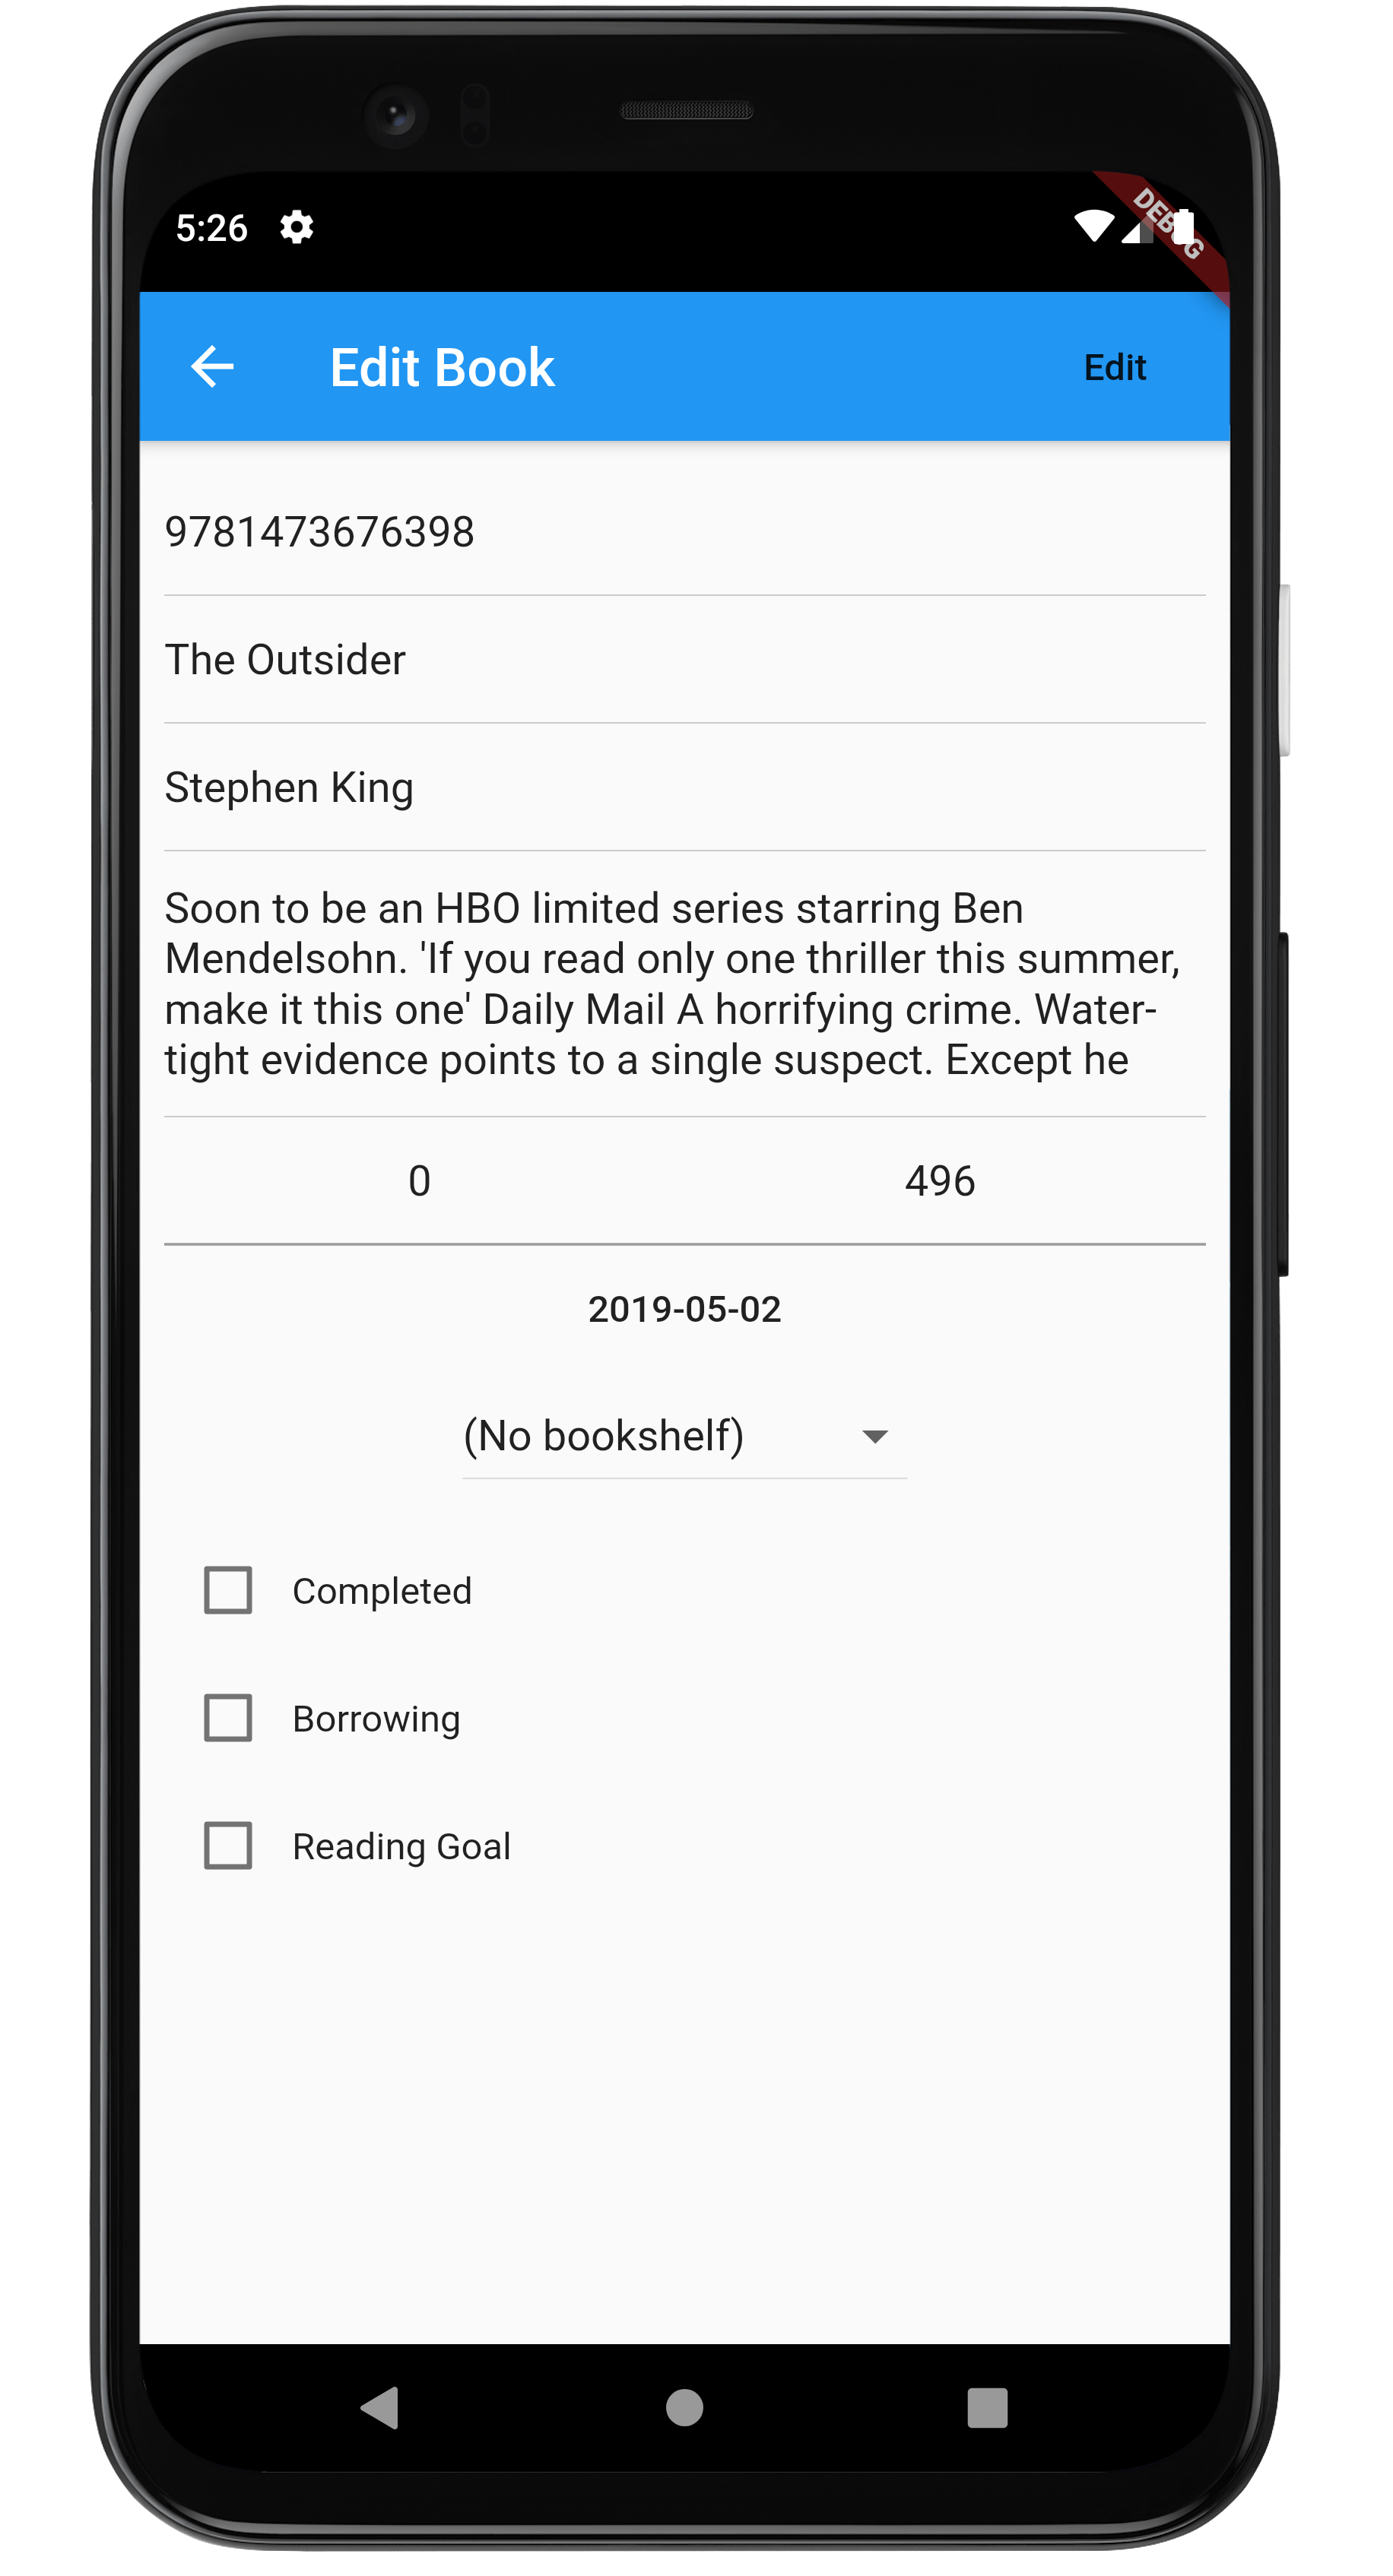 5:26
DEBUG
Edit Book
Edit
9781473676398
The Outsider
Stephen King
Soon to be an HBO limited series starring Ben
Mendelsohn. 'If you read only one thriller this summer,
make it this one' Daily Mail A horrifying crime. Water-
tight evidence points to a single suspect. Except he
0 496
2019-05-02
(No bookshelf)
Completed
Borrowing
Reading Goal